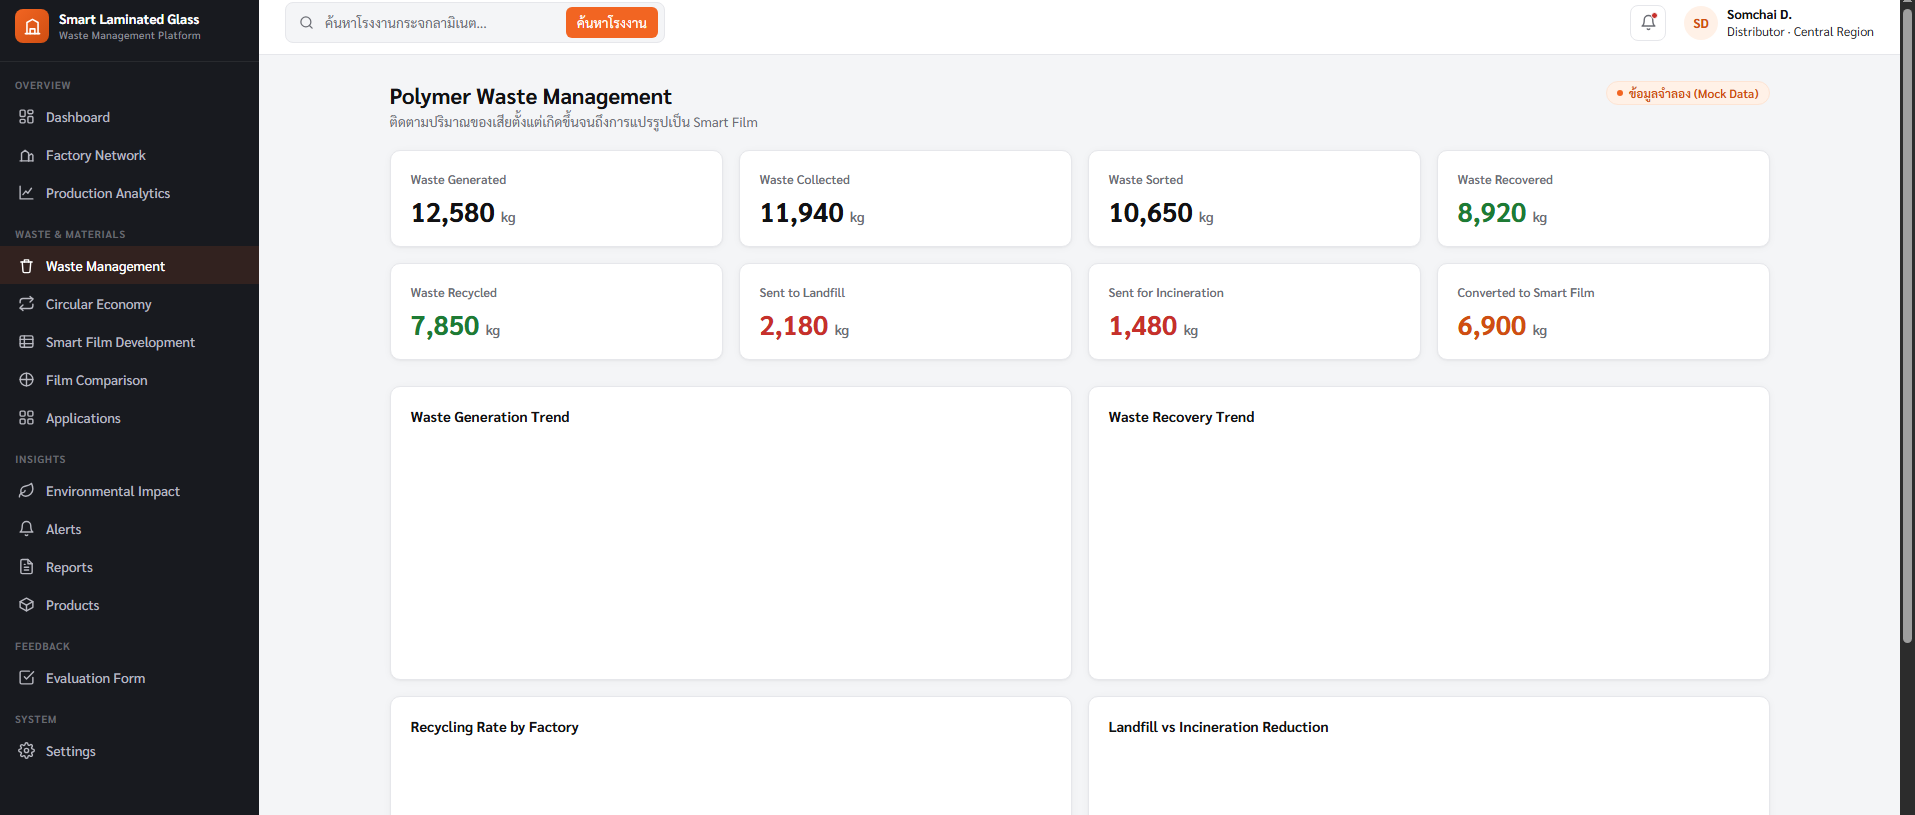 Smart Laminated Glass
Waste Management Platform
OVERVIEW
Dashboard
Factory Network
Production Analytics
WASTE & MATERIALS
Waste Management
Circular Economy
Smart Film Development
Film Comparison
Applications
INSIGHTS
Environmental Impact
Alerts
Reports
Products
FEEDBACK
Evaluation Form
SYSTEM
Settings
ค้นหาโรงงานกระจกลามิเนต...
ค้นหาโรงงาน
SD
Somchai D.
Distributor · Central Region
Polymer Waste Management
ติดตามปริมาณของเสียตั้งแต่เกิดขึ้นจนถึงการแปรรูปเป็น Smart Film
ข้อมูลจำลอง (Mock Data)
Waste Generated
12,580 kg
Waste Collected
11,940 kg
Waste Sorted
10,650 kg
Waste Recovered
8,920 kg
Waste Recycled
7,850 kg
Sent to Landfill
2,180 kg
Sent for Incineration
1,480 kg
Converted to Smart Film
6,900 kg
Waste Generation Trend
Waste Recovery Trend
Recycling Rate by Factory
Landfill vs Incineration Reduction